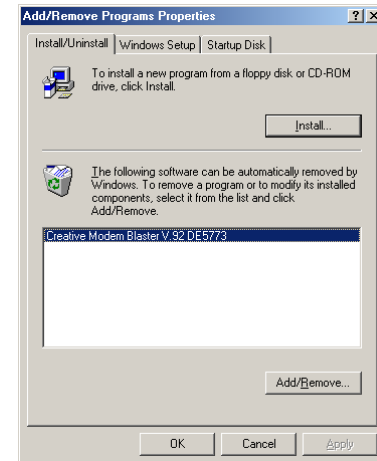 Add/Remove Programs Properties
Install/Uninstall
Windows Setup
Startup Disk
To install a new program from a floppy disk or CD-ROM
drive, click Install.
Install...
The following software can be automatically removed by
Windows. To remove a program or to modify its installed
components, select it from the list and click
Add/Remove.
Creative Modem Blaster V.92 DE5773
Add/Remove...
OK
Cancel
Apply